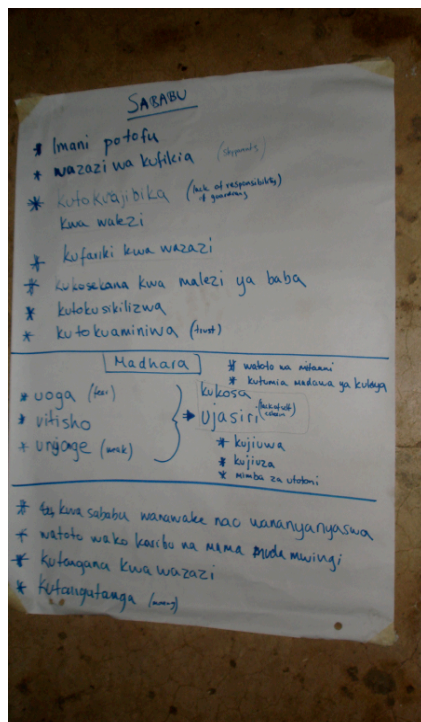 SABABU
* Imani potofu
* wazazi wa kufikia (Stepparents)
* kutokuwajibika (lack of responsibility of guardians)
kwa walezi
* kufariki kwa wazazi
* kukosekana kwa malezi ya baba
* kutokusikilizwa
* kutokuaminiwa (trust)
Madhara
* uoga (fear)
* vitisho
* unyonge (weak)
* watoto na mitaani
* kutumia madawa ya kulevya
kukosa
ujasiri (lack of self esteem
* kujiuwa
* kujiuza
* mimba za utotoni
* kwa sababu wanawake nao wananyanyaswa
* watoto wako karibu na mama muda mwingi
* kutengana kwa wazazi
* Kutangatanga